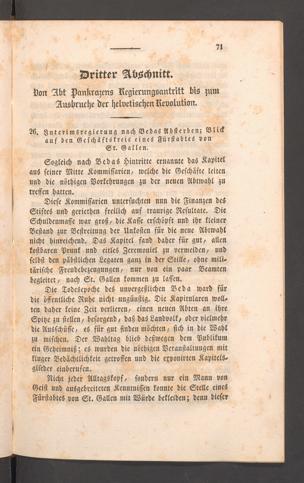 71
Dritter Abschnitt.
Von Abt Pankrazens Regierungsantritt bis zum
Ausbruche der helvetischen Revolution.
26. Interimsregierung nach Bedas Absterben; Blick
auf den Geschäftskreis eines Fürstabtes von
St. Gallen.
Sogleich nach Bedas Hintritte ernannte das Kapitel
aus seiner Mitte Kommissarien, welche die Geschäfte leiten
und die nöthigen Vorkehrungen zu der neuen Abtwahl zu
treffen hatten.
Diese Kommissarien untersuchten nun die Finanzen des
Stiftes und geriethen freilich auf traurige Resultate. Die
Schuldenmasse war groß, die Kasse erschöpft und ihr kleiner
Bestand zur Bestreitung der Unkosten für die neue Abtwahl
nicht hinreichend. Das Kapitel fand daher für gut, allen
kostbaren Prunk und eitles Zeremoniel zu vermeiden, und
selbst den päbstlichen Legaten ganz in der Stille, ohne mili-
tärische Freudebezeugungen, nur von ein paar Beamten
begleitet, nach St. Gallen kommen zu lassen.
Die Todesepoche des unvergeßlichen Beda ward für
die öffentliche Ruhe nicht ungünstig. Die Kapitularen woll-
ten daher keine Zeit verlieren, einen neuen Abten an ihre
Spitze zu stellen, besorgend, daß das Landvolk, oder vielmehr
die Ausschüsse, es für gut finden möchten, sich in die Wahl
zu mischen. Der Wahltag blieb deswegen dem Publikum
ein Geheimniß; es wurden die nöthigen Veranstaltungen mit
kluger Bedächtlichkeit getroffen und die exponirten Kapitels-
glieder einberufen.
Nicht jeder Alltagskopf, sondern nur ein Mann von
Geist und ausgebreiteten Kenntnissen konnte die Stelle eines
Fürstabtes von St. Gallen mit Würde bekleiden; denn dieser